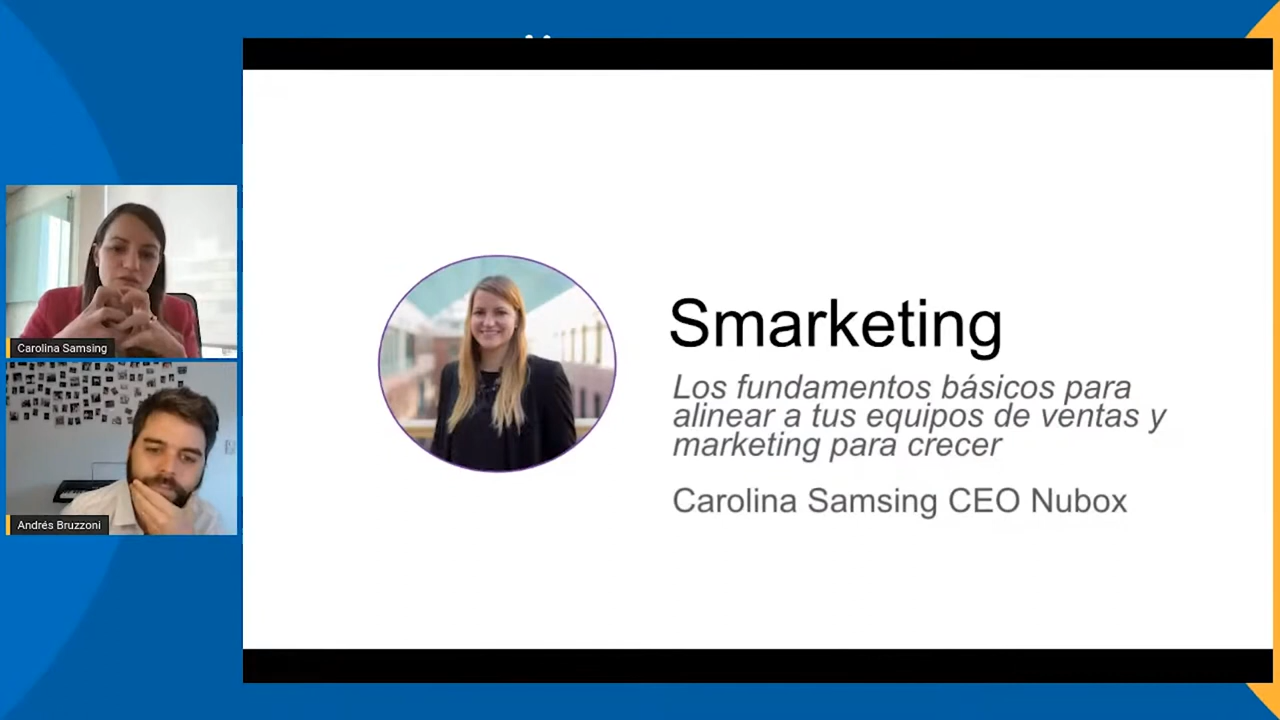 Carolina Samsing
Andrés Bruzzoni
Smarketing
Los fundamentos básicos para
alinear a tus equipos de ventas y
marketing para crecer
Carolina Samsing CEO Nubox